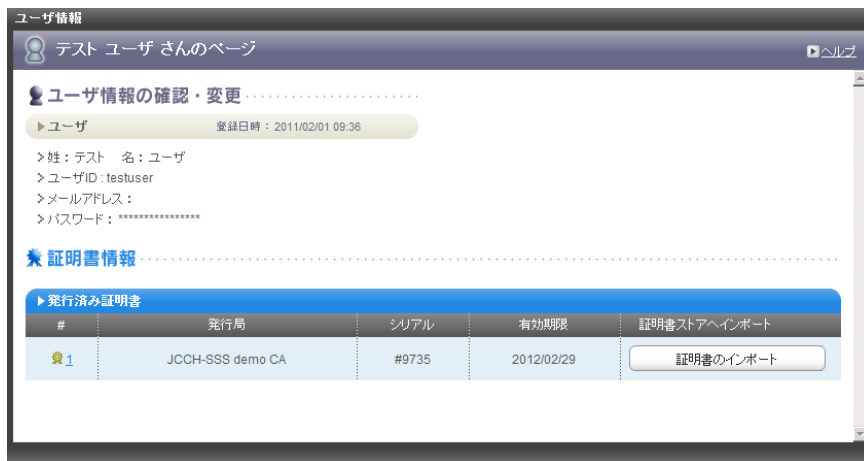 ユーザ情報
テスト ユーザ さんのページ
ヘルプ
ユーザ情報の確認・変更
ユーザ 登録日時：2011/02/01 09:36
姓：テスト 名：ユーザ
ユーザID : testuser
メールアドレス：
パスワード： ***************
証明書情報
発行済み証明書
# 発行局 シリアル 有効期限 証明書ストアへインポート
1 JCCH-SSS demo CA #9735 2012/02/29 証明書のインポート